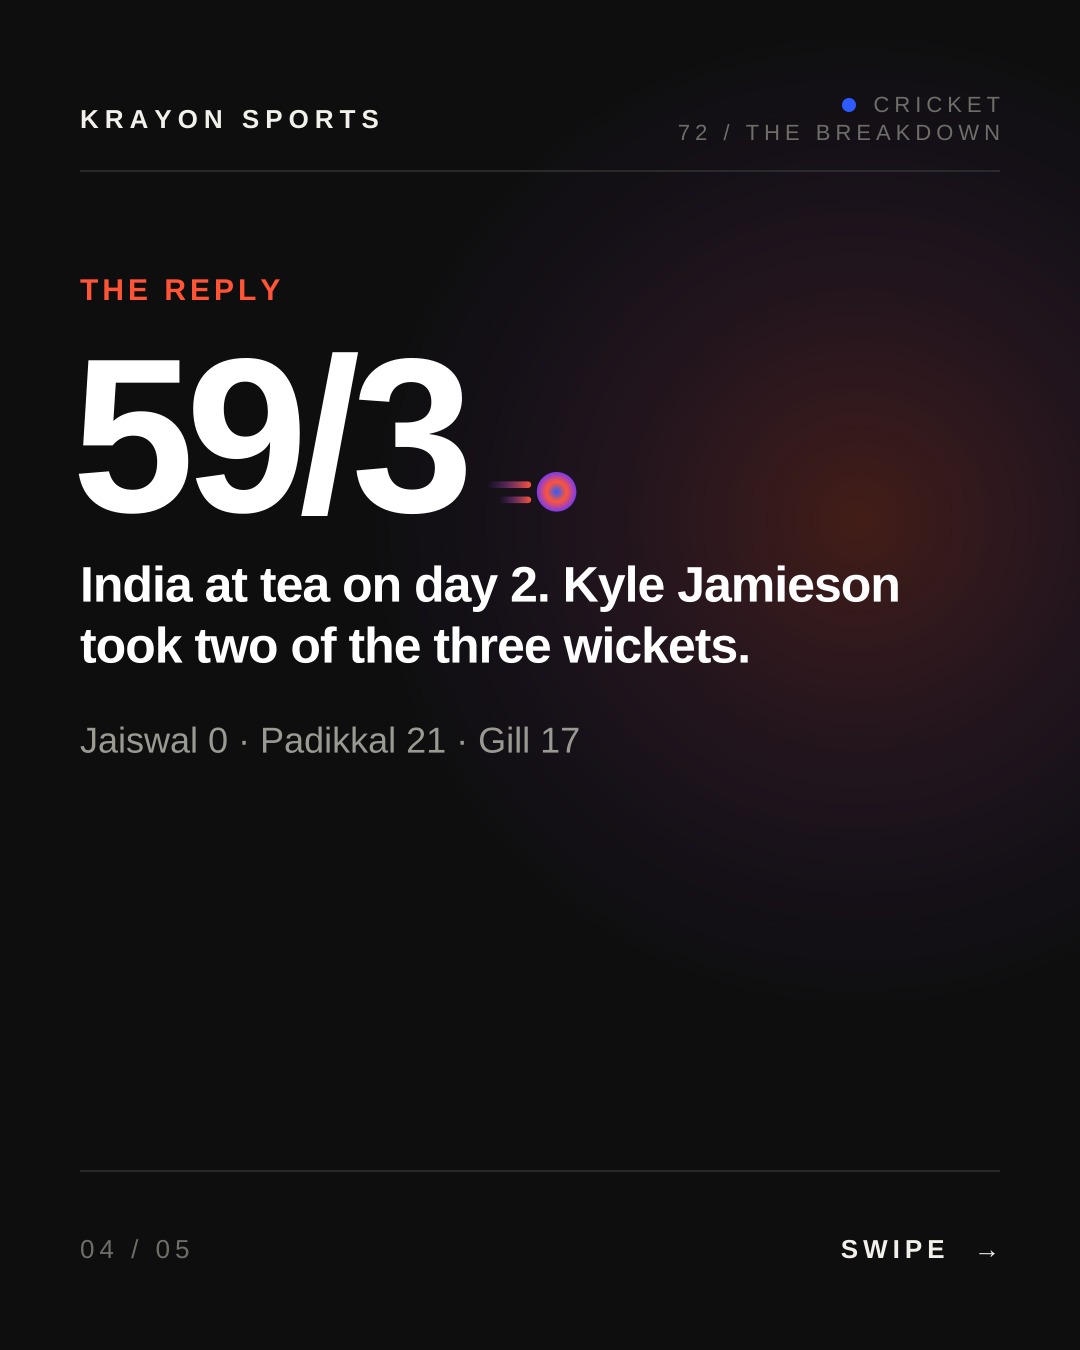 KRAYON SPORTS
CRICKET
72 / THE BREAKDOWN
THE REPLY
59/3
India at tea on day 2. Kyle Jamieson
took two of the three wickets.
Jaiswal 0 · Padikkal 21 · Gill 17
04 / 05
SWIPE →